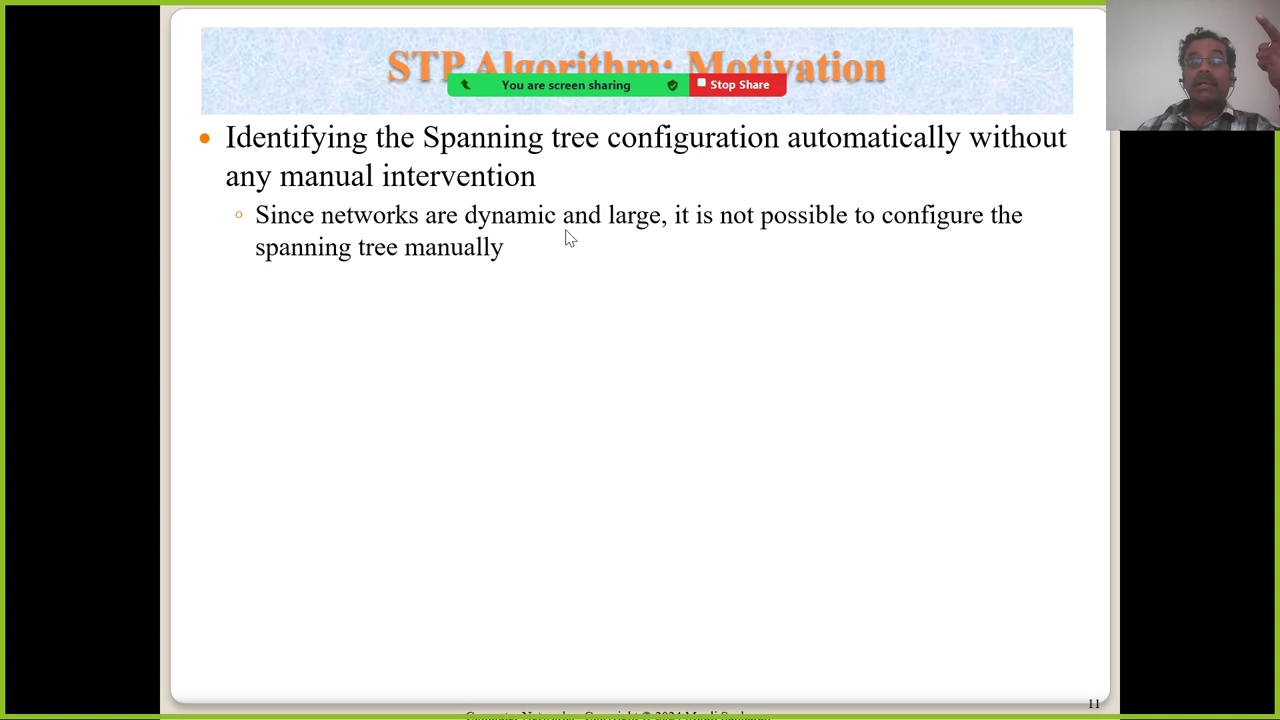 STP Algorithm: Motivation
You are screen sharing
Stop Share
Identifying the Spanning tree configuration automatically without
any manual intervention
Since networks are dynamic and large, it is not possible to configure the
spanning tree manually
11